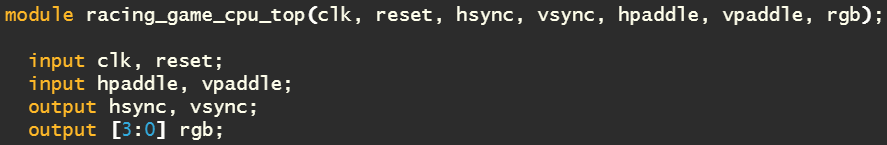 module racing_game_cpu_top(clk, reset, hsync, vsync, hpaddle, vpaddle, rgb);
input clk, reset;
input hpaddle, vpaddle;
output hsync, vsync;
output [3:0] rgb;